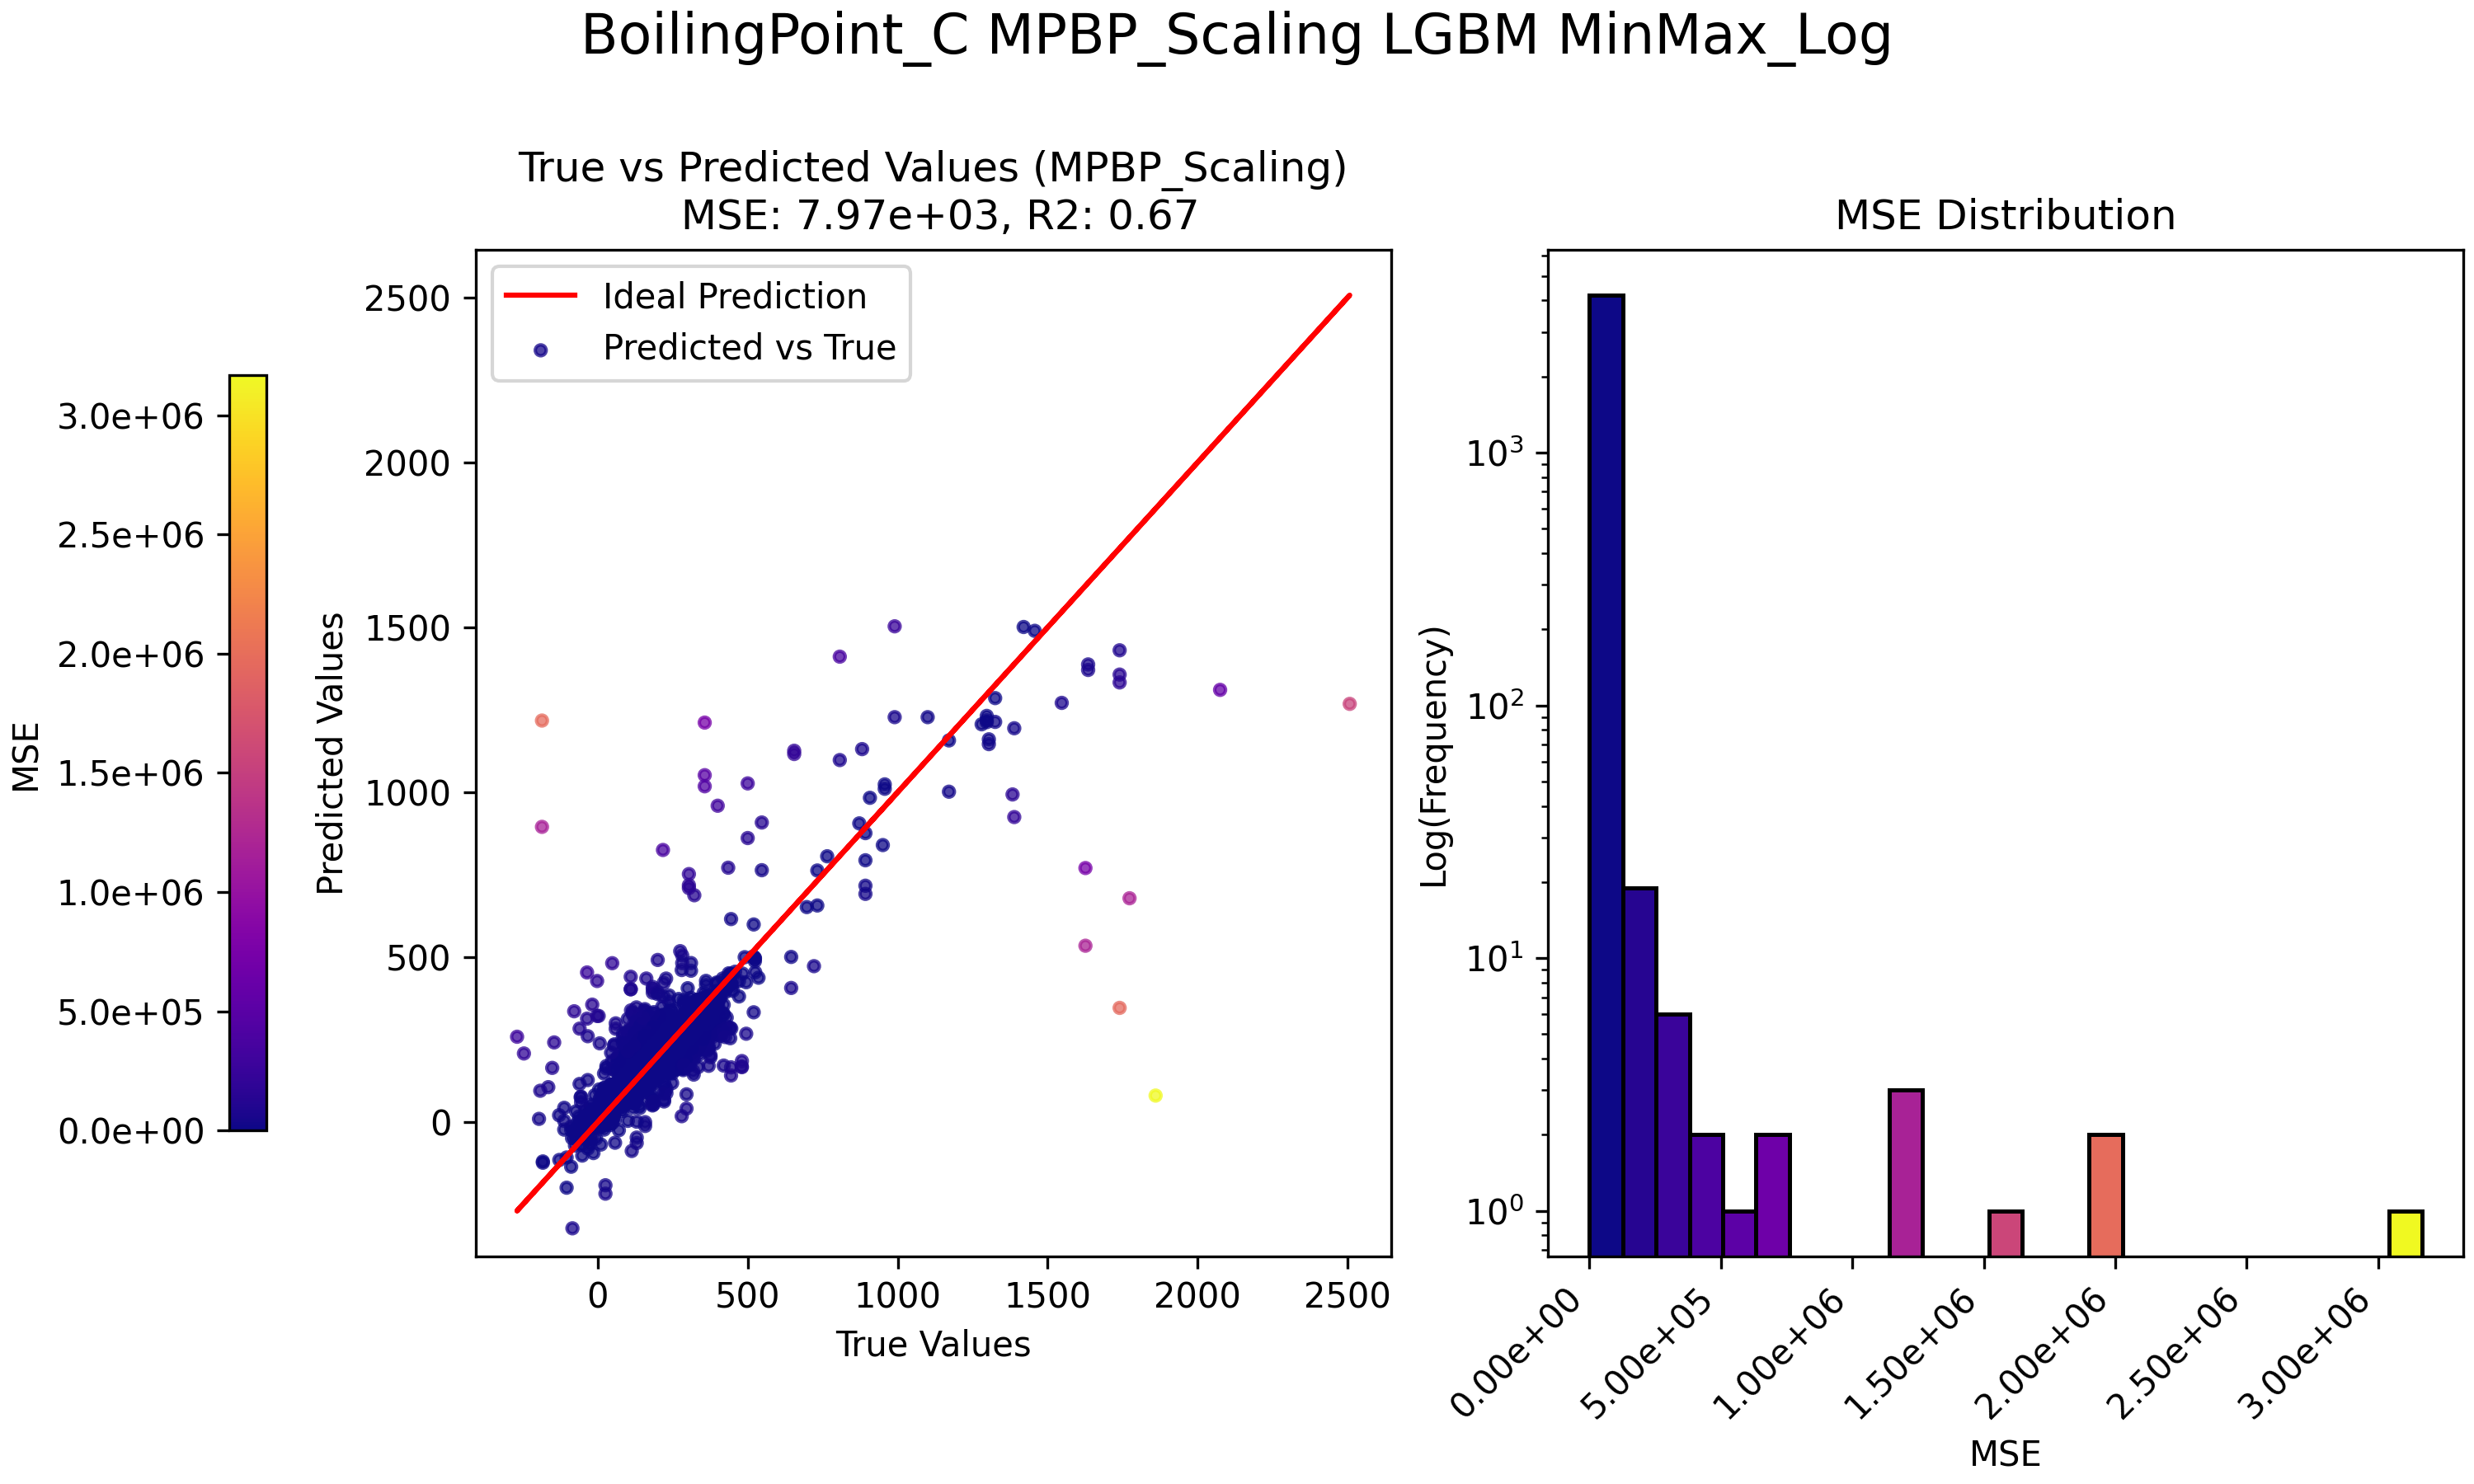 BoilingPoint_C MPBP_Scaling LGBM MinMax_Log
True vs Predicted Values (MPBP_Scaling)
MSE: 7.97e+03, R2: 0.67
MSE Distribution
MSE
3.0e+06
2.5e+06
2.0e+06
1.5e+06
1.0e+06
5.0e+05
0.0e+00
Predicted Values
2500
2000
1500
1000
500
0
Ideal Prediction
Predicted vs True
0
500
1000
1500
2000
2500
True Values
Log(Frequency)
10³
10²
10¹
10⁰
0.00e+00
5.00e+05
1.00e+06
1.50e+06
2.00e+06
2.50e+06
3.00e+06
MSE